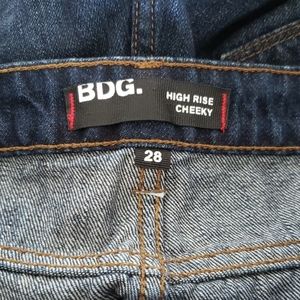 BDG.
HIGH RISE
CHEEKY
28